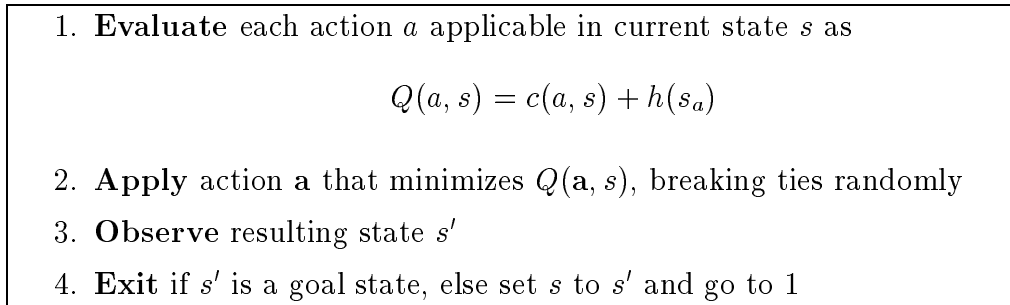 1. Evaluate each action a applicable in current state s as
Q(a, s) = c(a, s) + h(sₐ)
2. Apply action a that minimizes Q(a, s), breaking ties randomly
3. Observe resulting state s′
4. Exit if s′ is a goal state, else set s to s′ and go to 1